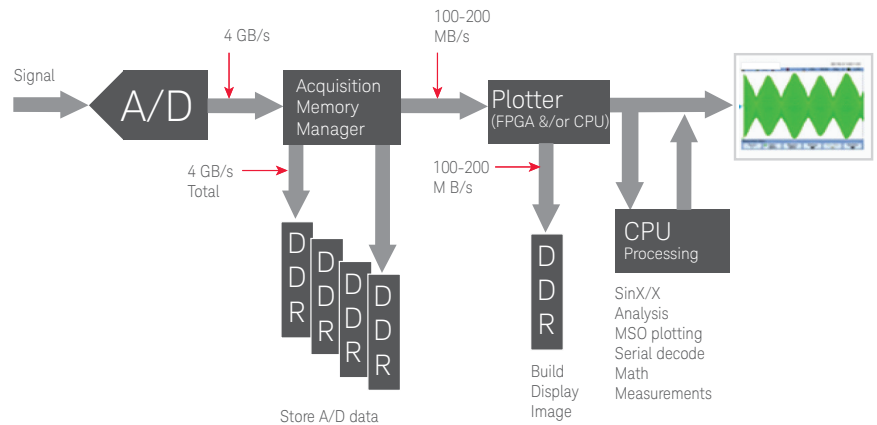 Signal
A/D
4 GB/s
Acquisition
Memory
Manager
100-200
MB/s
Plotter
(FPGA &/or CPU)
4 GB/s
Total
100-200
M B/s
D
D
R
D
D
R
D
D
R
D
D
R
Store A/D data
D
D
R
Build
Display
Image
CPU
Processing
SinX/X
Analysis
MSO plotting
Serial decode
Math
Measurements